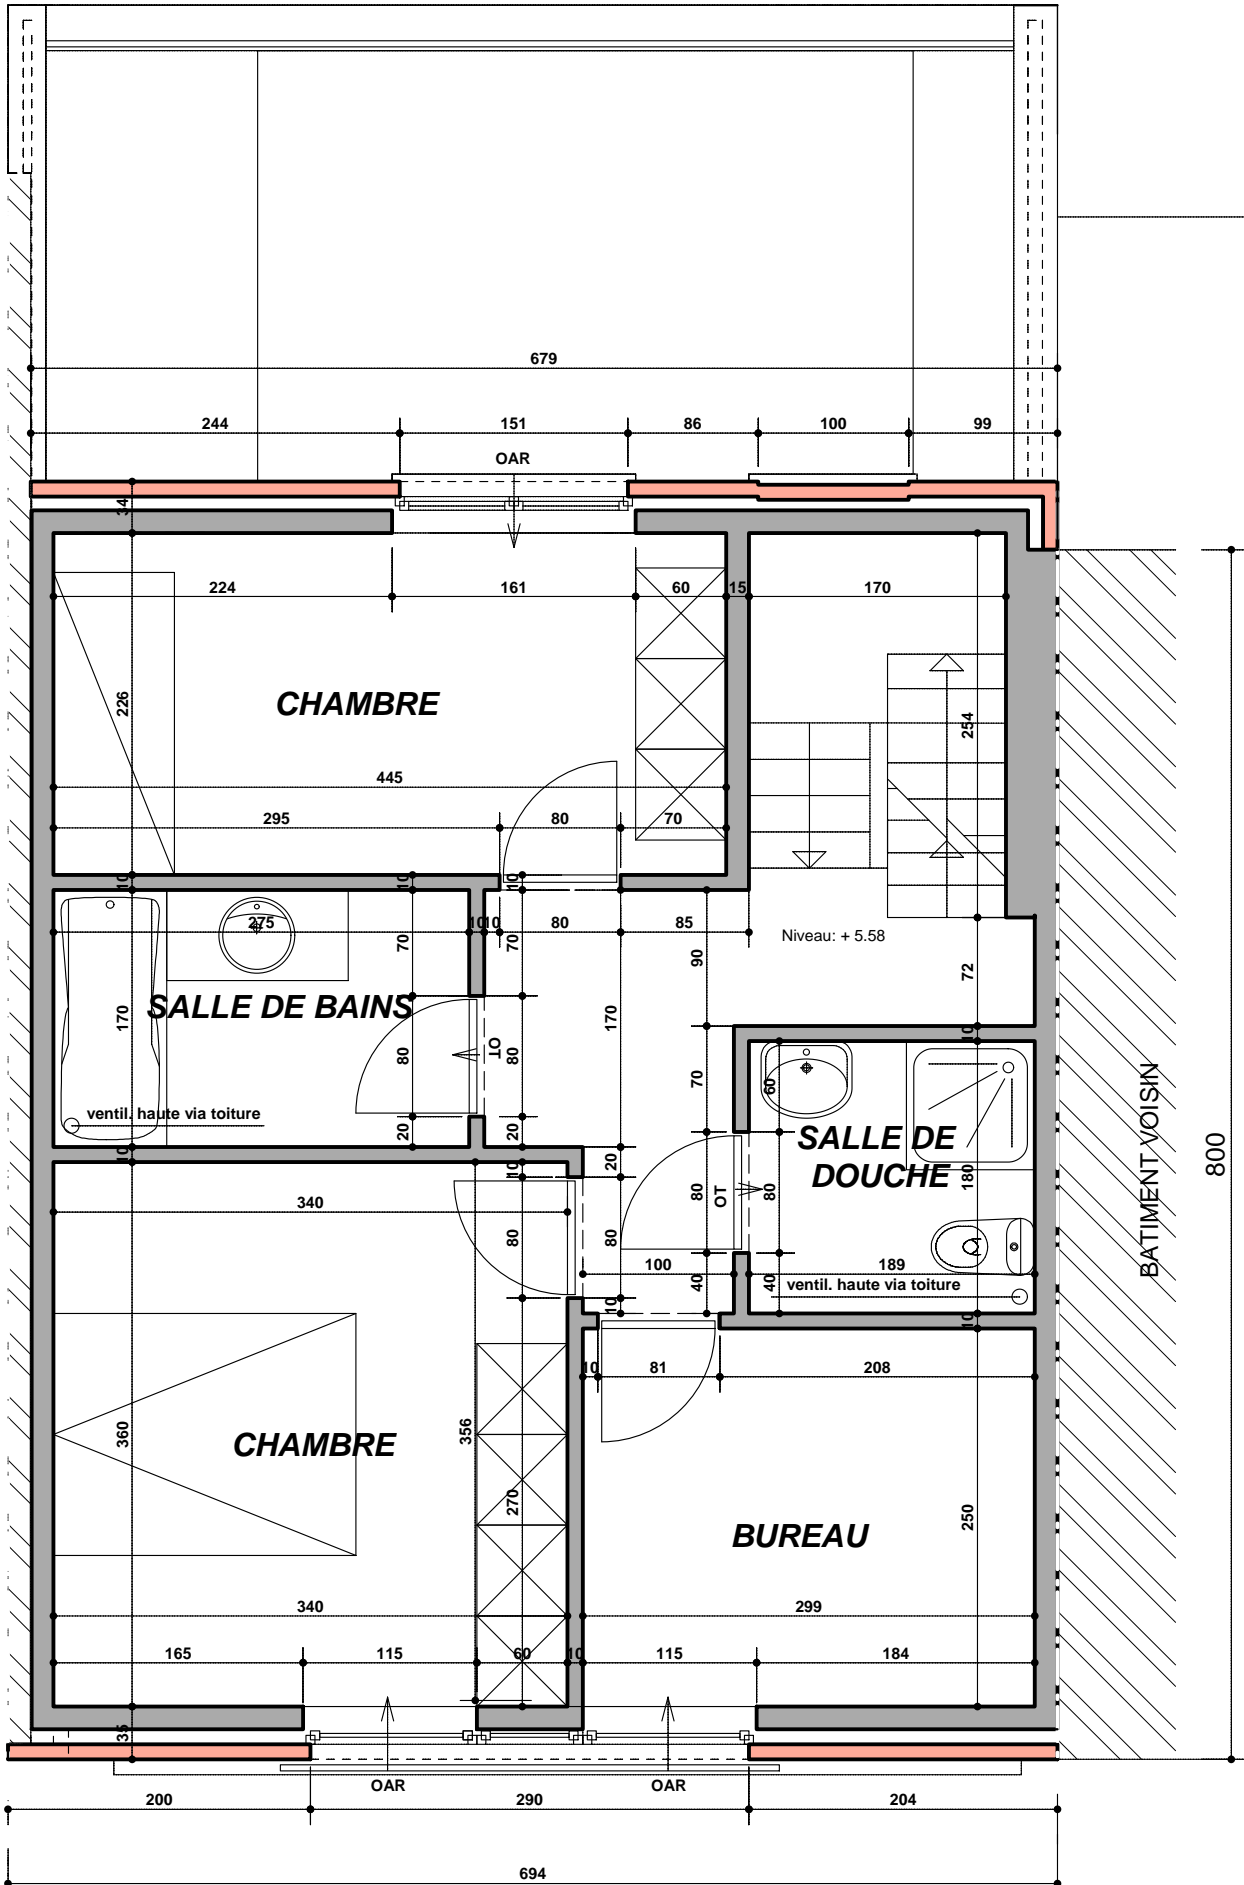 679
244 151 86 100 99
OAR
34
224 161 60 15 170
CHAMBRE
226
254
445
295 80 70
10 10 10
275 10 10 80 85
Niveau: + 5.58
70 70 90 72
SALLE DE BAINS
170 170
OT
80 80 70 10
60
ventil. haute via toiture
20 20
SALLE DE
DOUCHE
10 10 20
180
340
80 80 80 80
OT
100 189
40 40
ventil. haute via toiture
10 10
10 81 208
356
360
CHAMBRE
270
250
BUREAU
340 299
165 115 60 10 115 184
35
OAR OAR
200 290 204
694
BATIMENT VOISIN
800